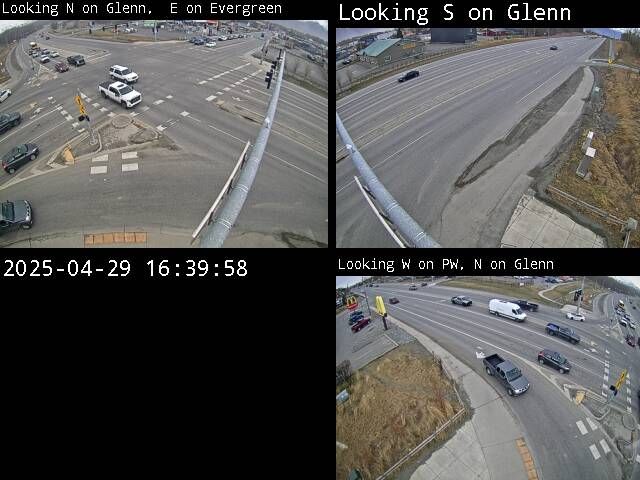 Looking N on Glenn,  E on Evergreen
Looking S on Glenn
2025-04-29 16:39:58
Looking W on PW, N on Glenn